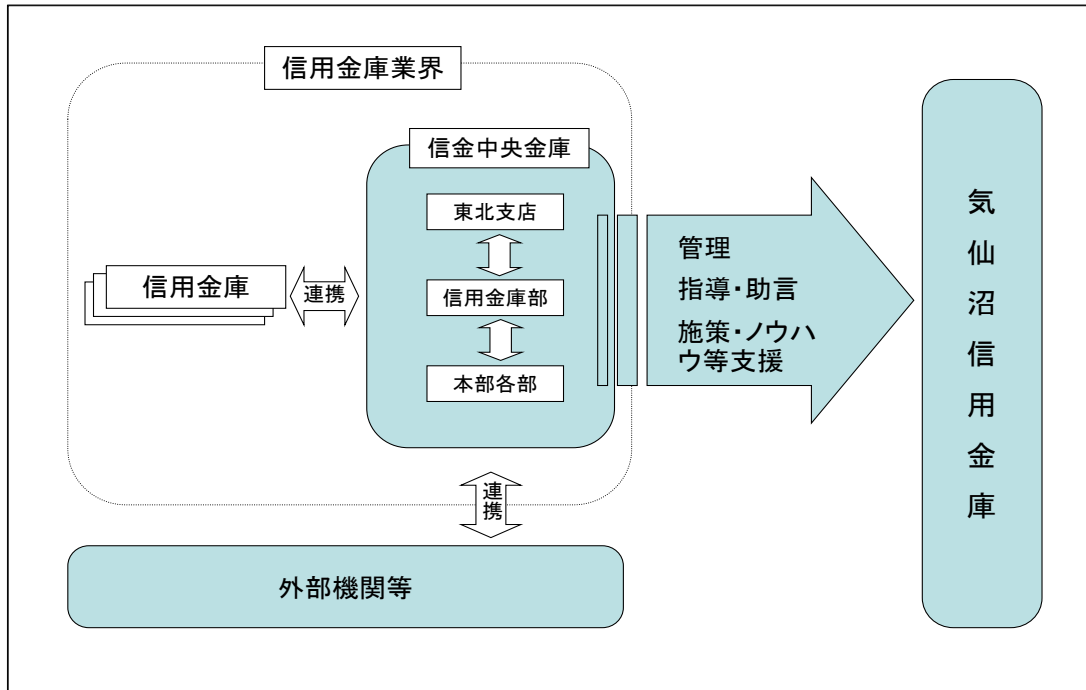 信用金庫業界
信金中央金庫
東北支店
信用金庫
連携
信用金庫部
本部各部
管理
指導・助言
施策・ノウハ
ウ等支援
気仙沼信用金庫
連携
外部機関等